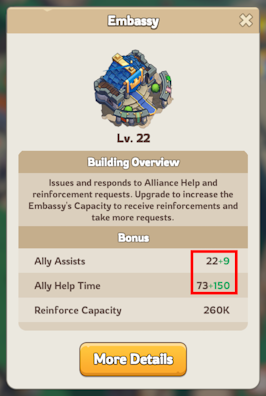 Embassy
Lv. 22
Building Overview
Issues and responds to Alliance Help and
reinforcement requests. Upgrade to increase the
Embassy's Capacity to receive reinforcements and
take more requests.
Bonus
Ally Assists 22+9
Ally Help Time 73+150
Reinforce Capacity 260K
More Details